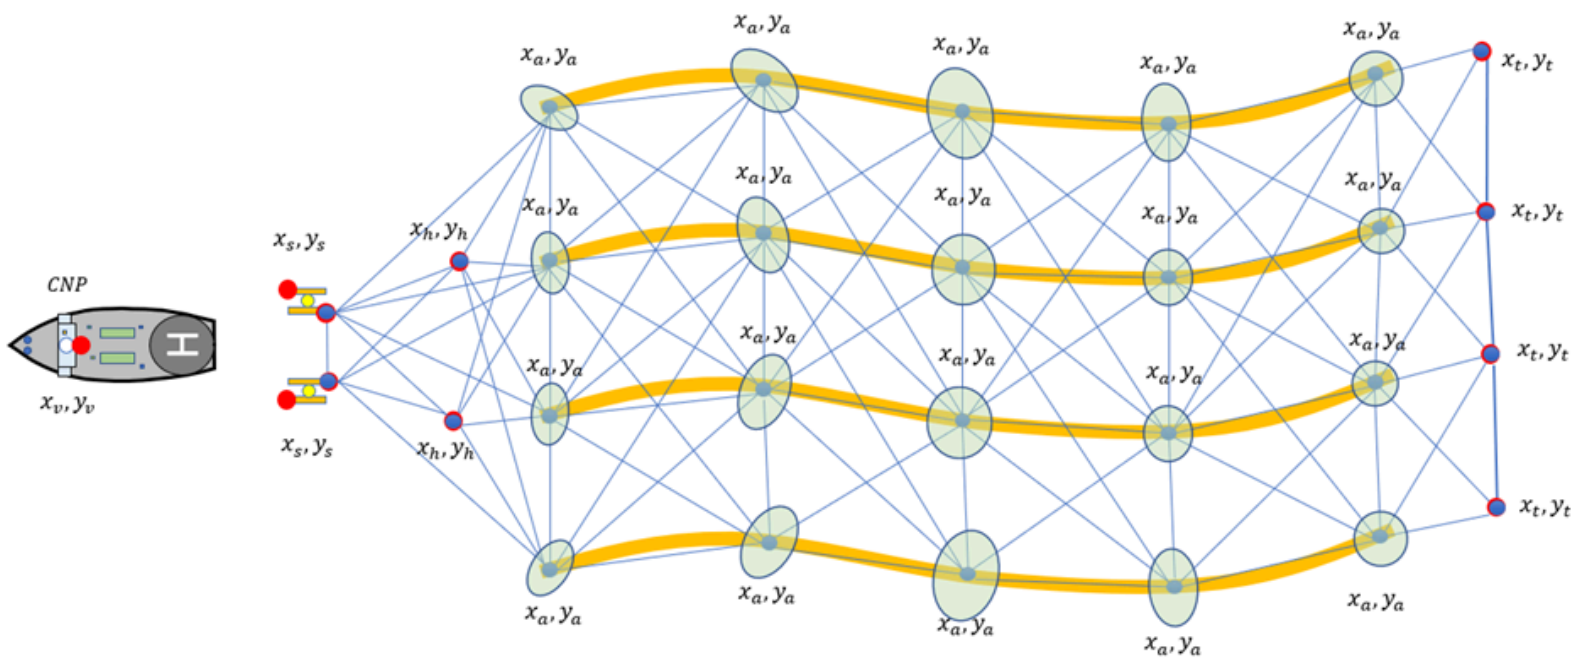 x_a, y_a
x_a, y_a
x_a, y_a
x_a, y_a
x_a, y_a
x_t, y_t
x_a, y_a
x_a, y_a
x_a, y_a
x_a, y_a
x_a, y_a
x_t, y_t
x_h, y_h
x_s, y_s
CNP
H
x_v, y_v
x_s, y_s
x_h, y_h
x_a, y_a
x_a, y_a
x_a, y_a
x_a, y_a
x_a, y_a
x_t, y_t
x_t, y_t
x_a, y_a
x_a, y_a
x_a, y_a
x_a, y_a
x_a, y_a